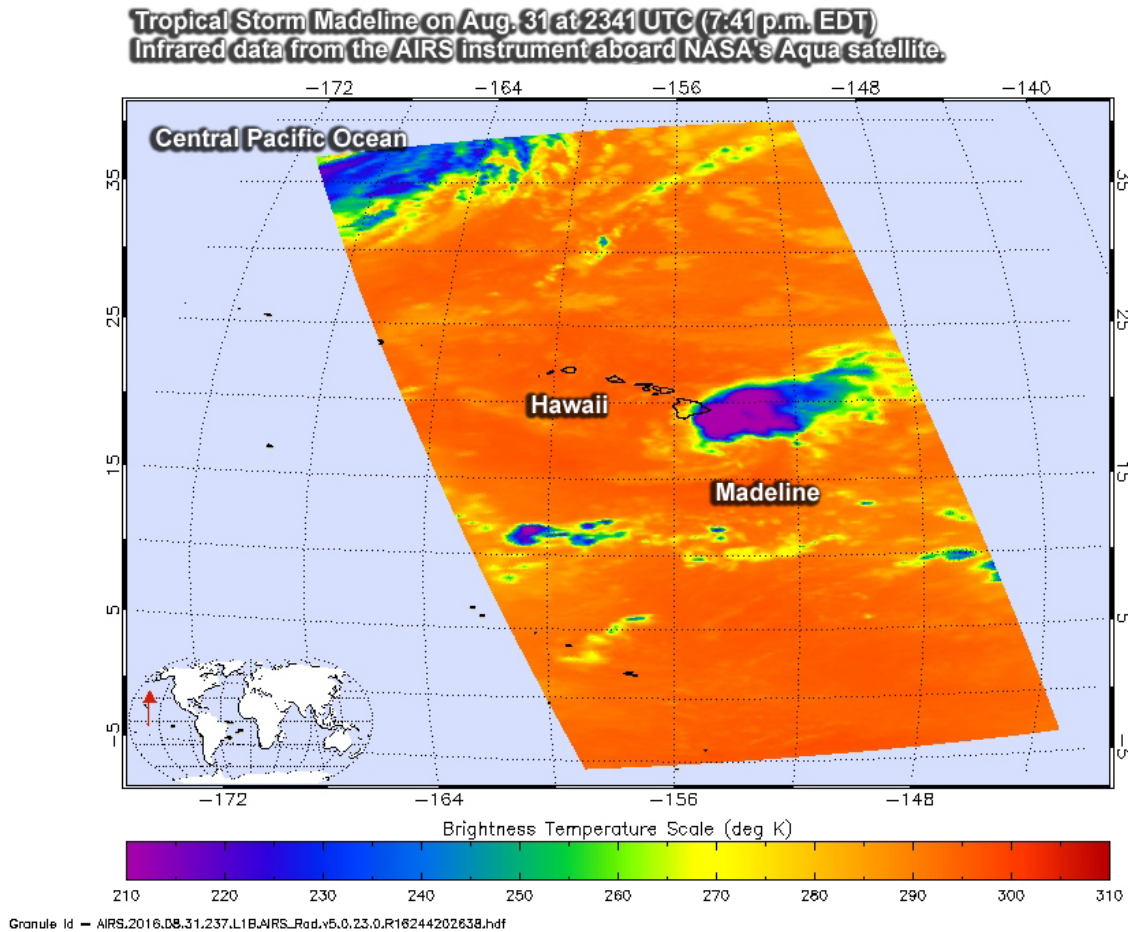 Tropical Storm Madeline on Aug. 31 at 2341 UTC (7:41 p.m. EDT)
Infrared data from the AIRS instrument aboard NASA's Aqua satellite.
−172 −164 −156 −148 −140
Central Pacific Ocean
35 35
25 25
Hawaii
15 15
Madeline
5 5
−5 −5
−172 −164 −156 −148
Brightness Temperature Scale (deg K)
210 220 230 240 250 260 270 280 290 300 310
Granule Id − AIRS.2016.08.31.237.L1B.AIRS_Rad.v5.0.23.0.R16244202638.hdf